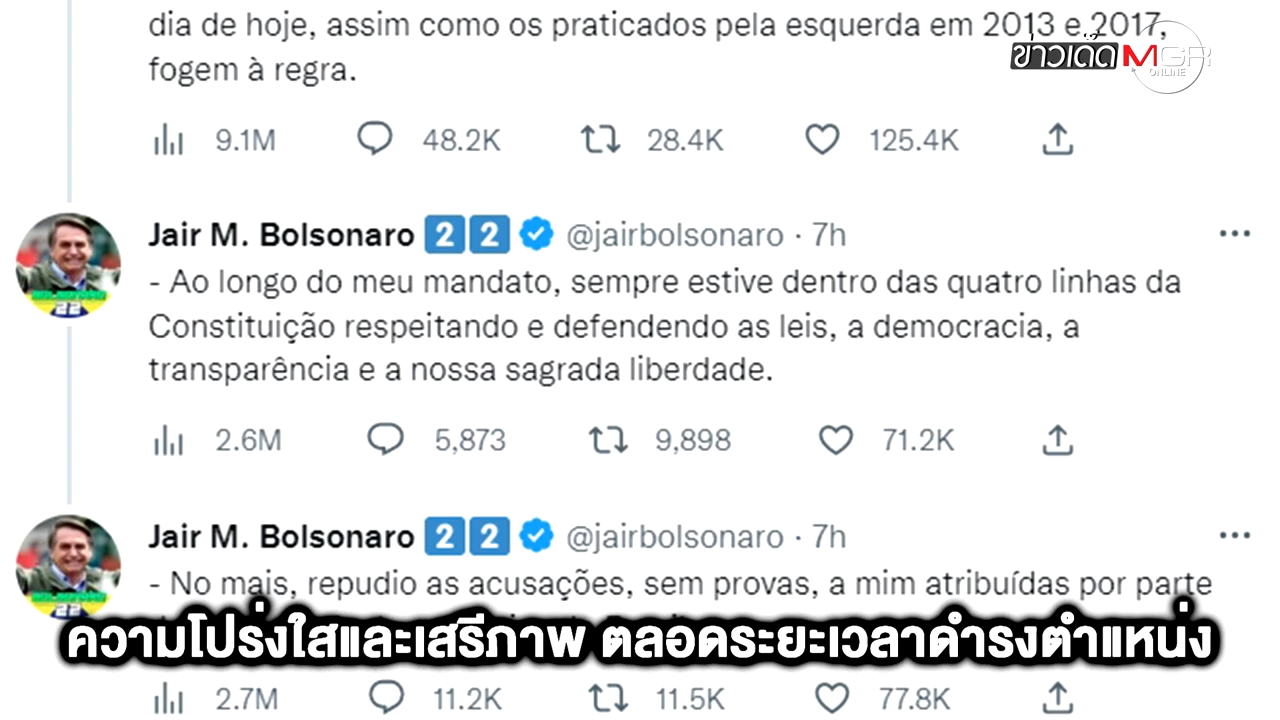 dia de hoje, assim como os praticados pela esquerda em 2013 e 2017,
ข่าวเด็ด MGR ONLINE
fogem à regra.
9.1M 48.2K 28.4K 125.4K
Jair M. Bolsonaro 2 2 @jairbolsonaro · 7h
- Ao longo do meu mandato, sempre estive dentro das quatro linhas da
Constituição respeitando e defendendo as leis, a democracia, a
transparência e a nossa sagrada liberdade.
2.6M 5,873 9,898 71.2K
Jair M. Bolsonaro 2 2 @jairbolsonaro · 7h
- No mais, repudio as acusações, sem provas, a mim atribuídas por parte
ความโปร่งใสและเสรีภาพ ตลอดระยะเวลาดำรงตำแหน่ง
2.7M 11.2K 11.5K 77.8K